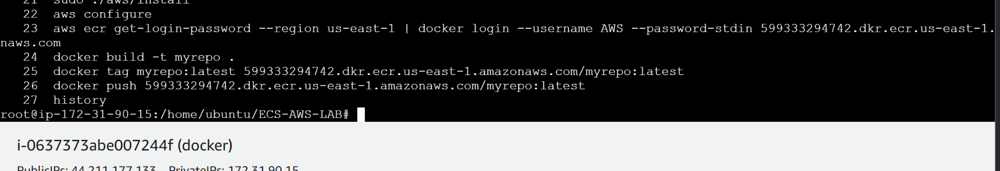 21  sudo ./aws/install
22  aws configure
23  aws ecr get-login-password --region us-east-1 | docker login --username AWS --password-stdin 599333294742.dkr.ecr.us-east-1.
naws.com
24  docker build -t myrepo .
25  docker tag myrepo:latest 599333294742.dkr.ecr.us-east-1.amazonaws.com/myrepo:latest
26  docker push 599333294742.dkr.ecr.us-east-1.amazonaws.com/myrepo:latest
27  history
root@ip-172-31-90-15:/home/ubuntu/ECS-AWS-LAB#
i-0637373abe007244f (docker)
PublicIPs: 44.211.177.133 PrivateIPs: 172.31.90.15